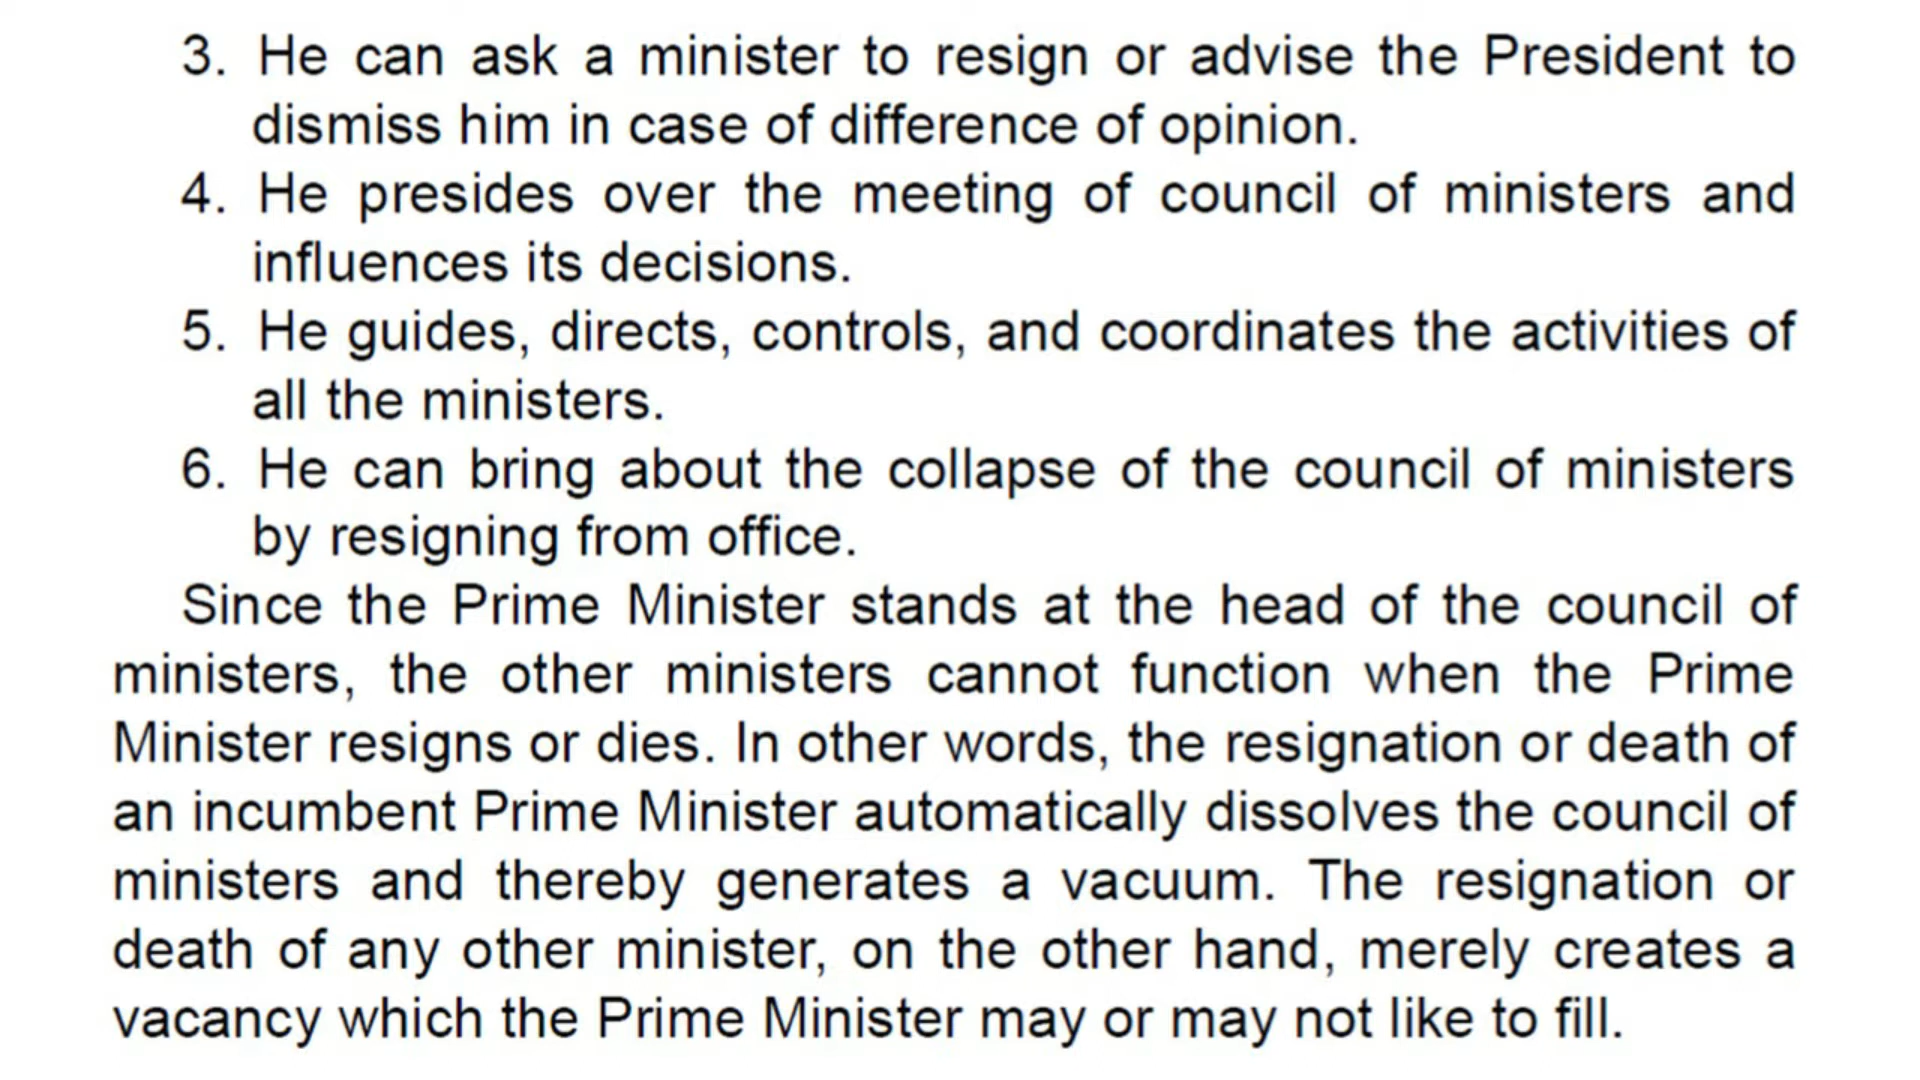 3. He can ask a minister to resign or advise the President to
dismiss him in case of difference of opinion.
4. He presides over the meeting of council of ministers and
influences its decisions.
5. He guides, directs, controls, and coordinates the activities of
all the ministers.
6. He can bring about the collapse of the council of ministers
by resigning from office.
Since the Prime Minister stands at the head of the council of
ministers, the other ministers cannot function when the Prime
Minister resigns or dies. In other words, the resignation or death of
an incumbent Prime Minister automatically dissolves the council of
ministers and thereby generates a vacuum. The resignation or
death of any other minister, on the other hand, merely creates a
vacancy which the Prime Minister may or may not like to fill.